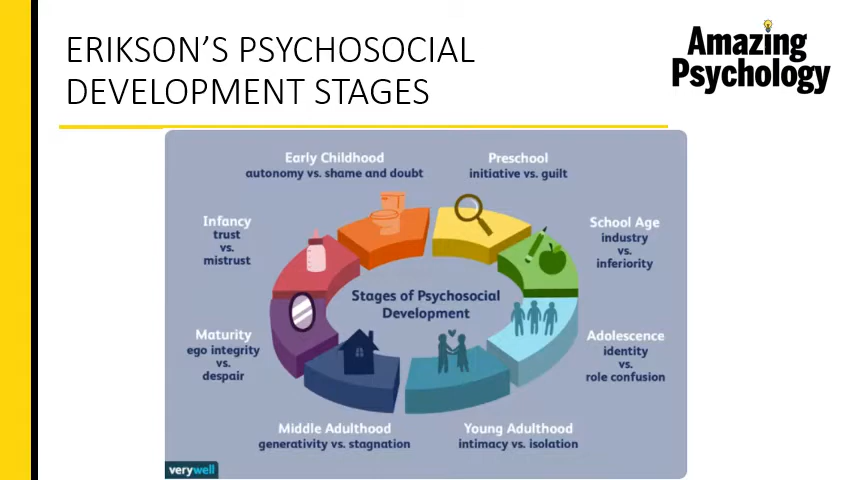 ERIKSON'S PSYCHOSOCIAL
DEVELOPMENT STAGES
Amazing
Psychology
Early Childhood
autonomy vs. shame and doubt
Preschool
initiative vs. guilt
Infancy
trust
vs.
mistrust
School Age
industry
vs.
inferiority
Stages of Psychosocial
Development
Maturity
ego integrity
vs.
despair
Adolescence
identity
vs.
role confusion
Middle Adulthood
generativity vs. stagnation
Young Adulthood
intimacy vs. isolation
verywell